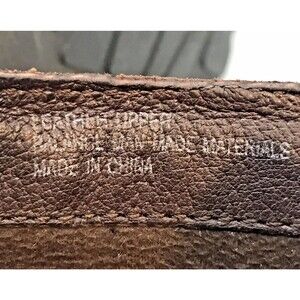 LEATHER UPPER
BALANCE MAN MADE MATERIALS
MADE IN CHINA